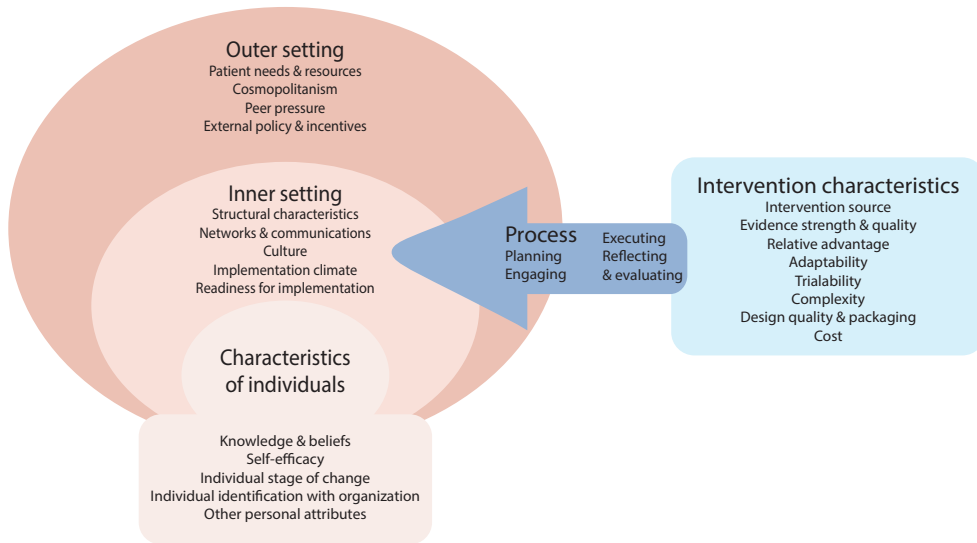 Outer setting
Patient needs & resources
Cosmopolitanism
Peer pressure
External policy & incentives
Inner setting
Structural characteristics
Networks & communications
Culture
Implementation climate
Readiness for implementation
Characteristics
of individuals
Knowledge & beliefs
Self-efficacy
Individual stage of change
Individual identification with organization
Other personal attributes
Process
Planning
Engaging
Executing
Reflecting
& evaluating
Intervention characteristics
Intervention source
Evidence strength & quality
Relative advantage
Adaptability
Trialability
Complexity
Design quality & packaging
Cost